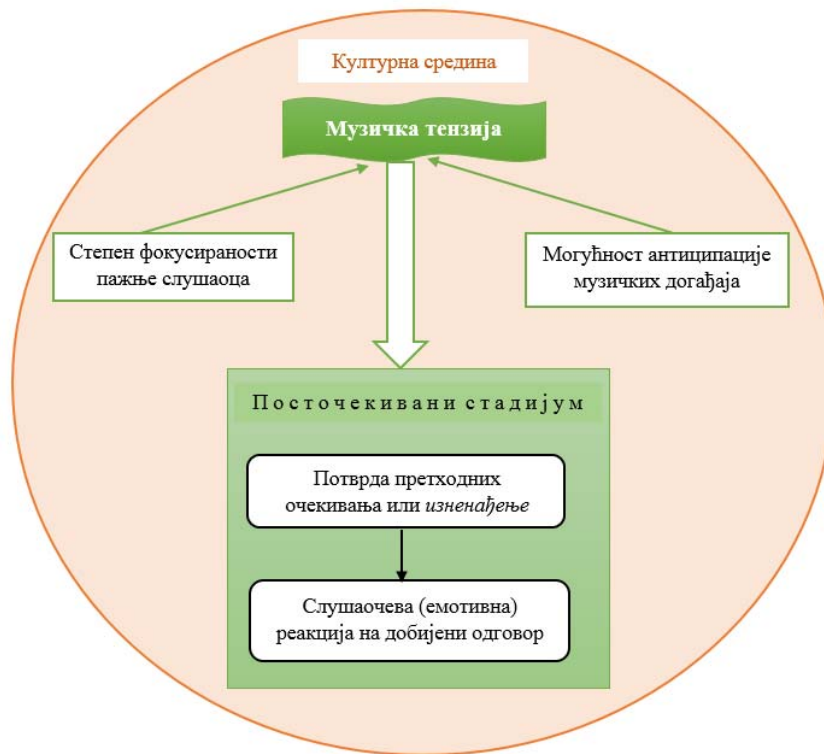 Културна средина
Музичка тензија
Степен фокусираности
пажње слушаоца
Могућност антиципације
музичких догађаја
Посточекивани стадијум
Потврда претходних
очекивања или изненађење
Слушаочева (емотивна)
реакција на добијени одговор